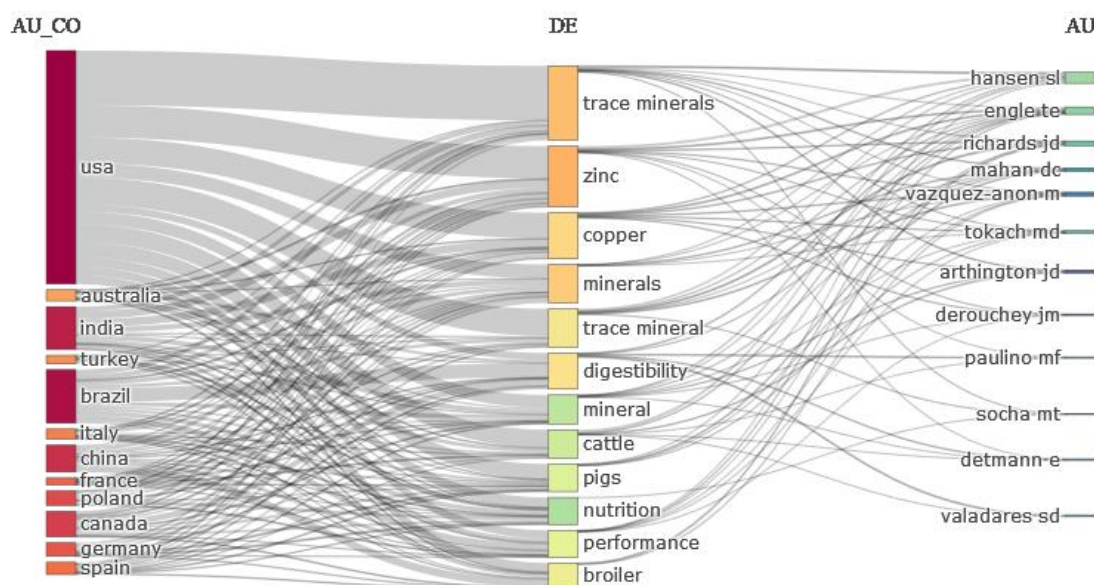 AU_CO DE AU
usa
australia
india
turkey
brazil
italy
china
france
poland
canada
germany
spain
trace minerals
zinc
copper
minerals
trace mineral
digestibility
mineral
cattle
pigs
nutrition
performance
broiler
hansen sl
engle te
richards jd
mahan dc
vazquez-anon m
tokach md
arthington jd
derouchey jm
paulino mf
socha mt
detmann e
valadares sd